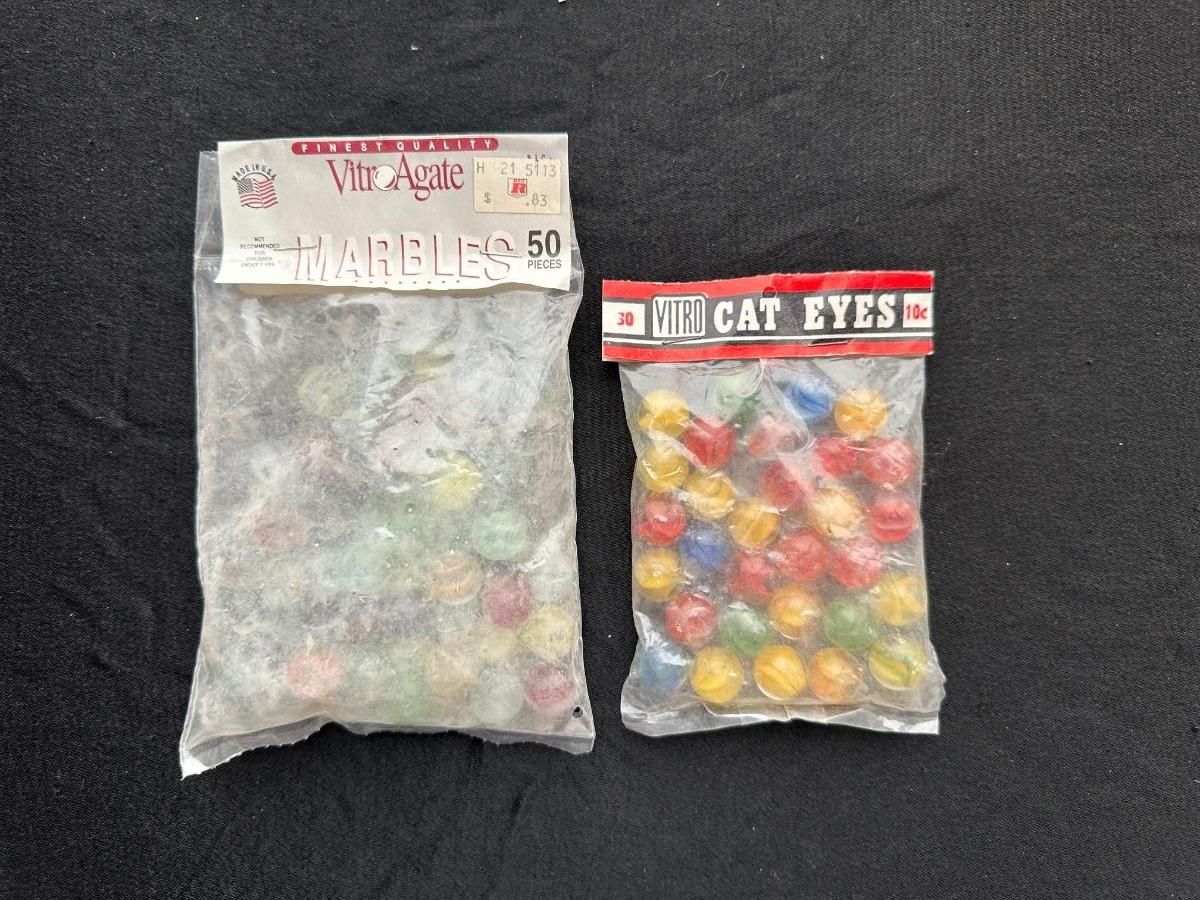 FINEST QUALITY
MADE IN U.S.A.
VitroAgate
H 21 5113
R
$ .83
NOT
RECOMMENDED
FOR
CHILDREN
MARBLES
50
PIECES
30 VITRO CAT EYES 10c